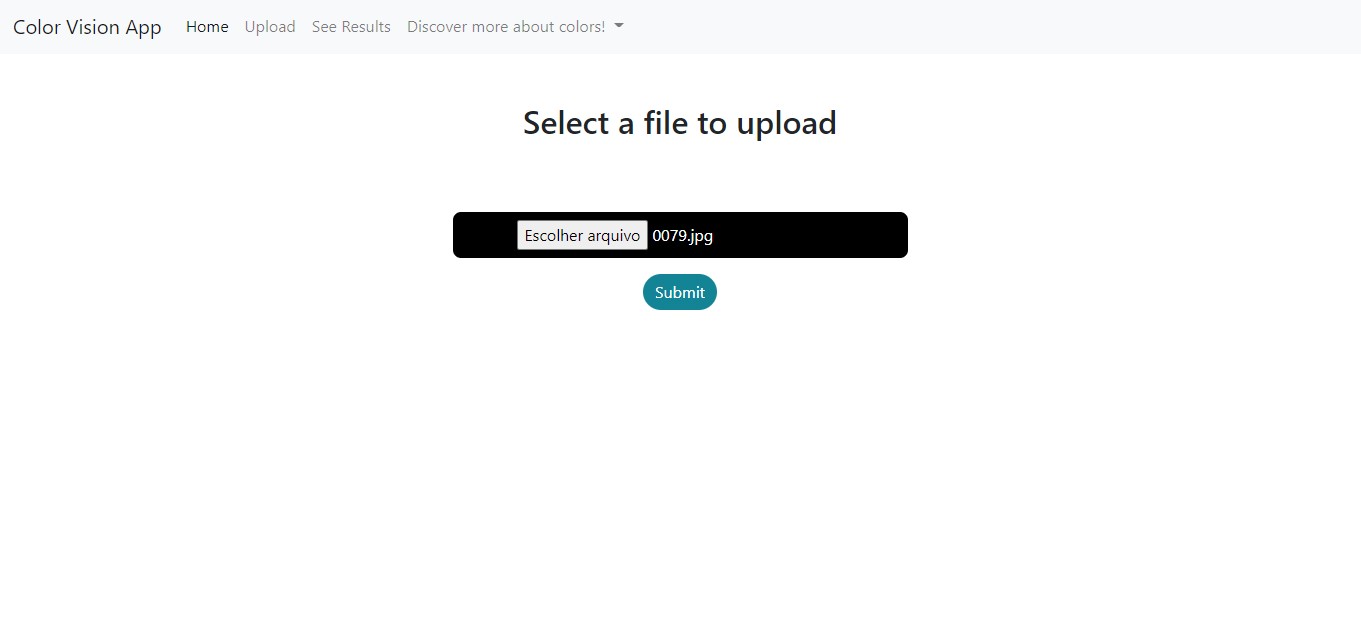 Color Vision App Home Upload See Results Discover more about colors!
Select a file to upload
Escolher arquivo 0079.jpg
Submit